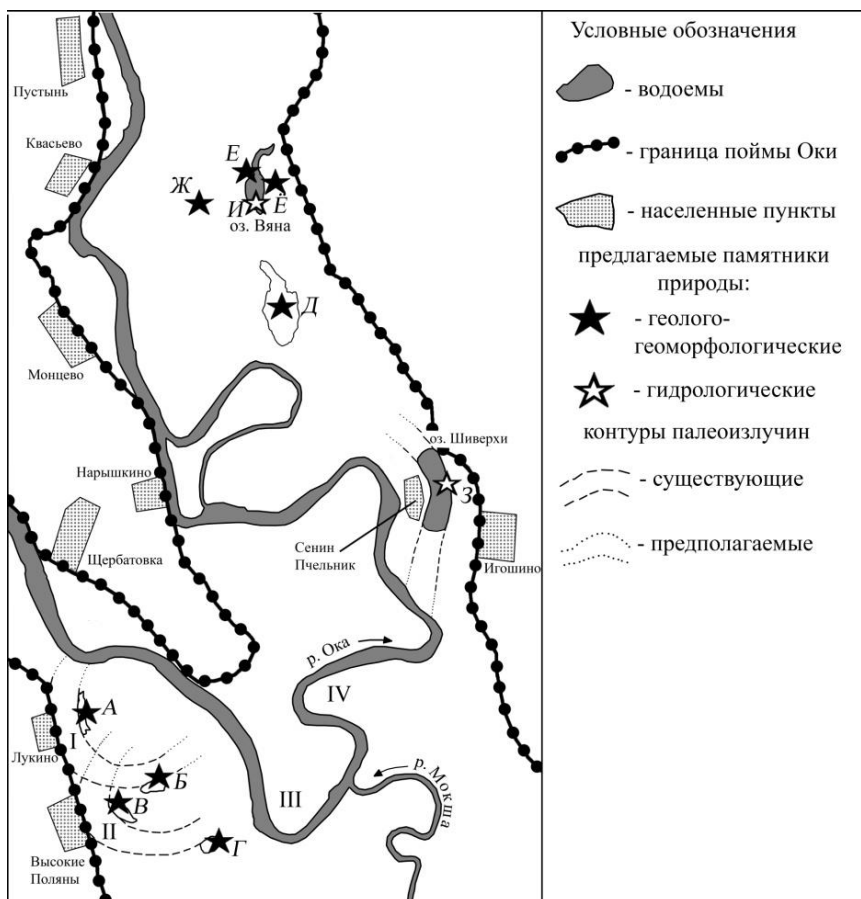 Пустынь
Квасьево
Е
Ж
Ё
И
оз. Вяна
Д
Монцево
оз. Шиверхи
Нарышкино
З
Сенин
Пчельник
Игошино
Щербатовка
р. Ока
IV
А
I
Лукино
р. Мокша
Б
В
III
II
Г
Высокие
Поляны
Условные обозначения
- водоемы
- граница поймы Оки
- населенные пункты
предлагаемые памятники
природы:
- геолого-
геоморфологические
- гидрологические
контуры палеоизлучин
- существующие
- предполагаемые